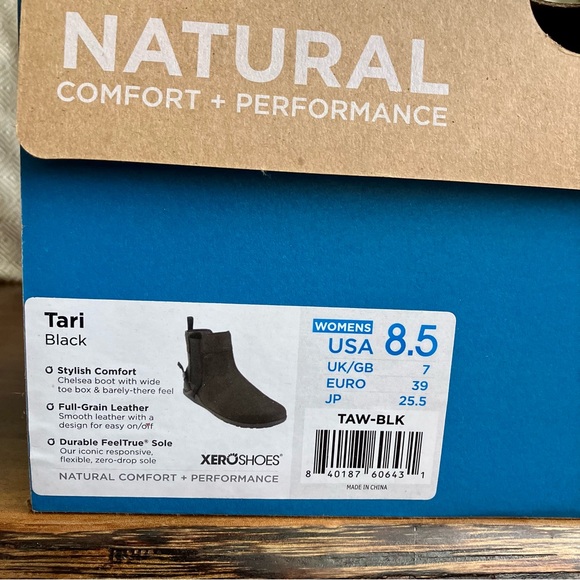 NATURAL
COMFORT + PERFORMANCE
Tari
Black
Stylish Comfort
Chelsea boot with wide
toe box & barely-there feel
Full-Grain Leather
Smooth leather with a
design for easy on/off
Durable FeelTrue® Sole
Our iconic responsive,
flexible, zero-drop sole
XEROSHOES®
NATURAL COMFORT + PERFORMANCE
WOMENS
USA 8.5
UK/GB 7
EURO 39
JP 25.5
TAW-BLK
8 40187 60643 1
MADE IN CHINA